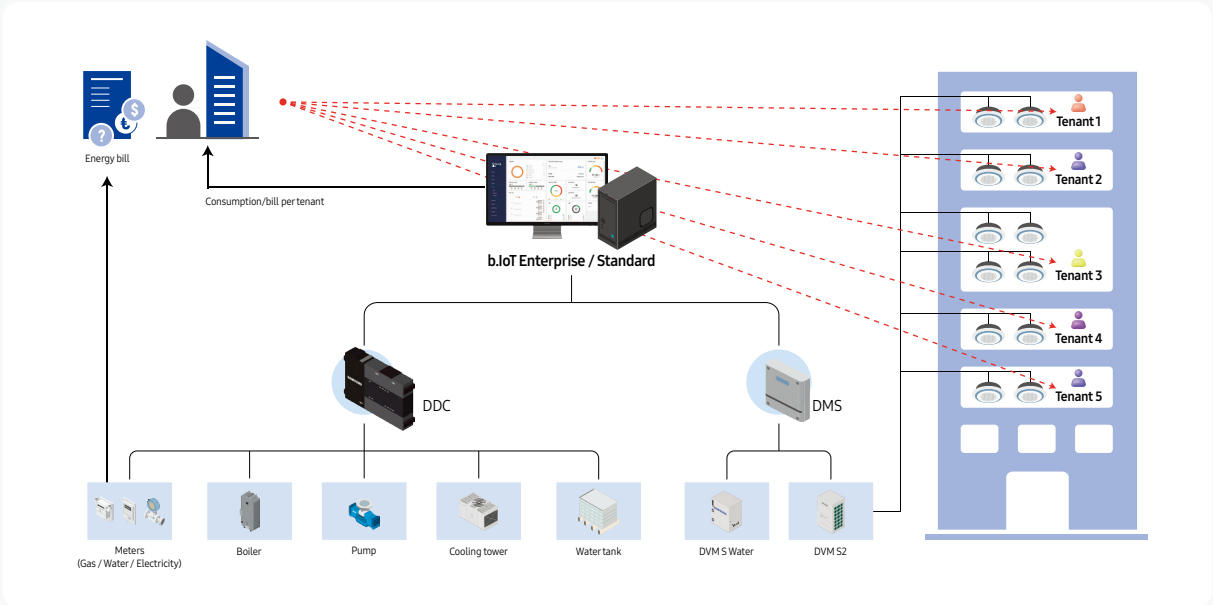 Energy bill
Consumption/bill per tenant
b.IoT Enterprise / Standard
Tenant 1
Tenant 2
Tenant 3
Tenant 4
Tenant 5
DDC
DMS
Meters
(Gas / Water / Electricity)
Boiler
Pump
Cooling tower
Water tank
DVM S Water
DVM S2